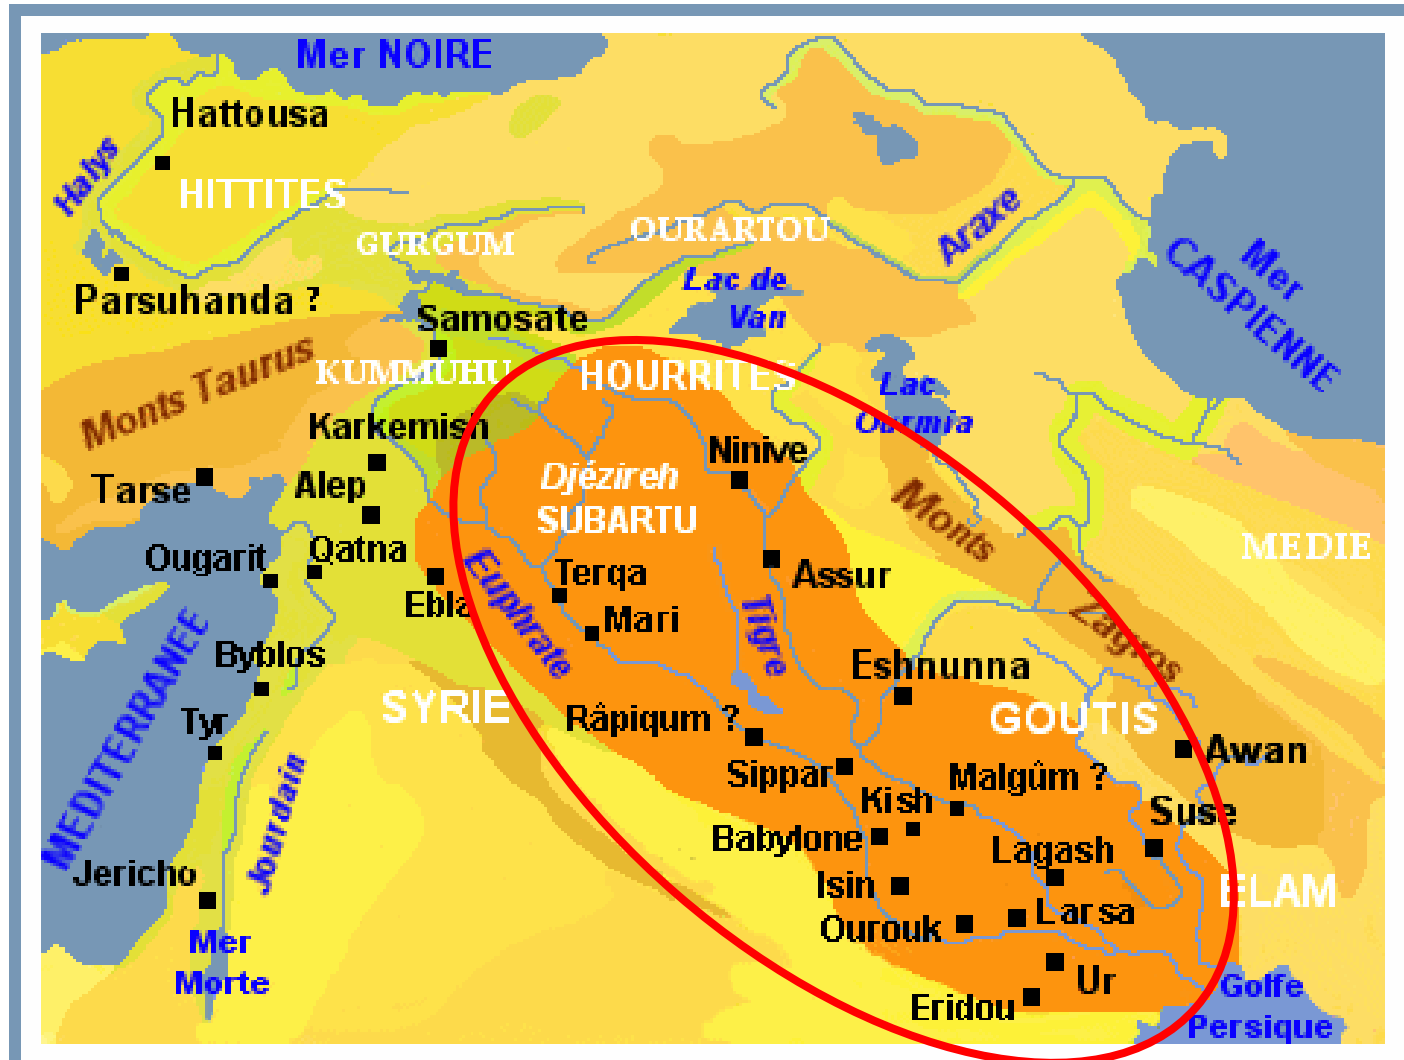 Mer NOIRE
Hattousa
Halys
HITTITES
Mer
CASPIENNE
Araxe
GURGUM
OURARTOU
Lac de
Van
Parsuhanda ?
Samosate
Monts Taurus
KUMMUHU
HOURRITES
Lac
Ourmia
Karkemish
Ninive
Tarse
Alep
Djézireh
SUBARTU
Monts
Zagros
MEDIE
Ougarit
Qatna
Terqa
Assur
Ebla
Euphrate
Mari
Tigre
MEDITERRANEE
Byblos
Eshnunna
SYRIE
Râpiqum ?
GOUTIS
Tyr
Awan
Sippar
Malgûm ?
Kish
Suse
Jourdain
Babylone
Lagash
Jericho
Isin
ELAM
Ourouk
Larsa
Mer
Morte
Ur
Eridou
Golfe
Persique